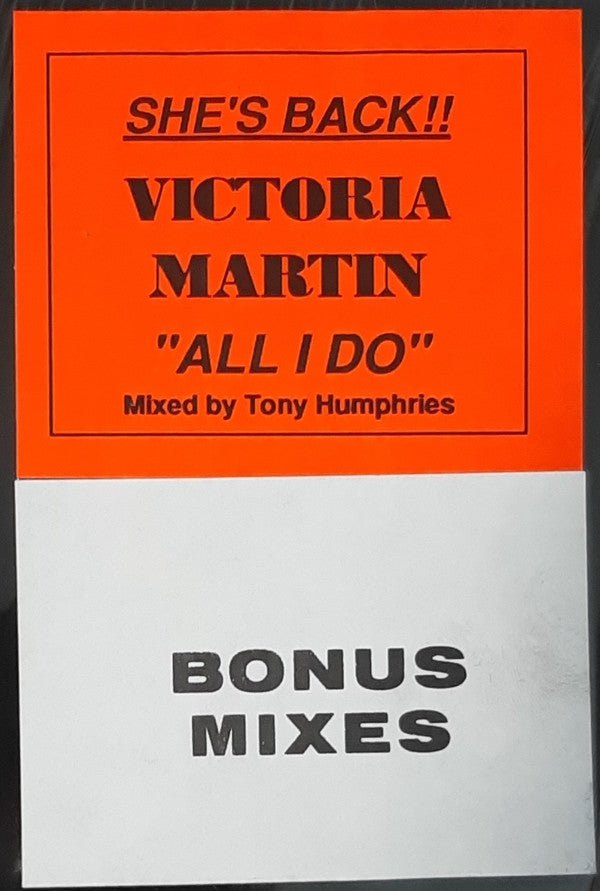 SHE'S BACK!!
VICTORIA
MARTIN
"ALL I DO"
Mixed by Tony Humphries
BONUS
MIXES